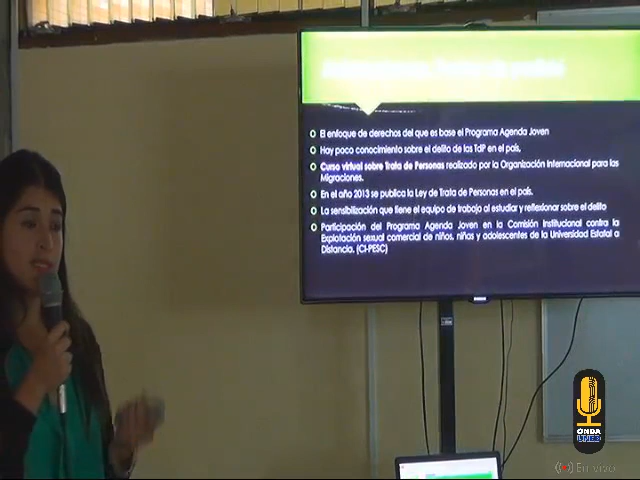 El enfoque de derechos del que es base el Programa Agenda Joven
Hay poco conocimiento sobre el delito de las TdP en el país.
Curso virtual sobre Trata de Personas realizado por la Organización Internacional para las
Migraciones.
En el año 2013 se publica la Ley de Trata de Personas en el país.
La sensibilización que tiene el equipo de trabajo al estudiar y reflexionar sobre el delito
Participación del Programa Agenda Joven en la Comisión Institucional contra la
Explotación sexual comercial de niños, niñas y adolescentes de la Universidad Estatal a
Distancia. (CI-PESC)
ONDA
UNED
En vivo